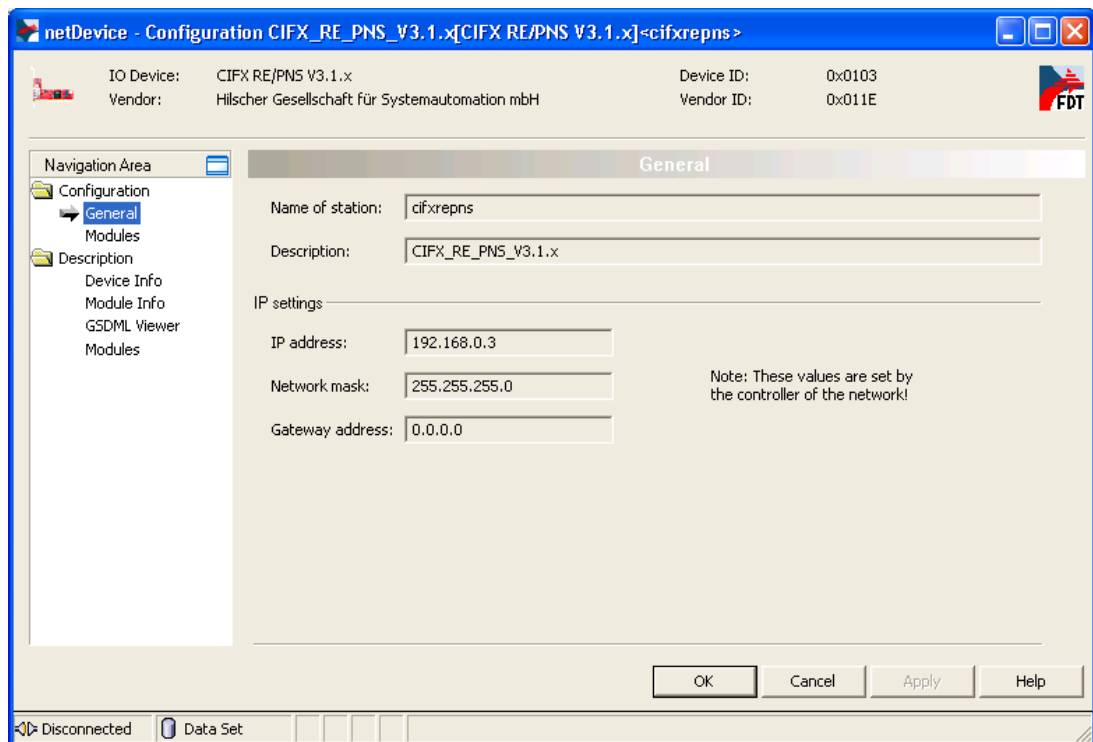 netDevice - Configuration CIFX_RE_PNS_V3.1.x[CIFX RE/PNS V3.1.x]<cifxrepns>
IO Device: CIFX RE/PNS V3.1.x Device ID: 0x0103
Vendor: Hilscher Gesellschaft für Systemautomation mbH Vendor ID: 0x011E
FDT
Navigation Area
Configuration
General
Modules
Description
Device Info
Module Info
GSDML Viewer
Modules
General
Name of station: cifxrepns
Description: CIFX_RE_PNS_V3.1.x
IP settings
IP address: 192.168.0.3
Network mask: 255.255.255.0
Gateway address: 0.0.0.0
Note: These values are set by
the controller of the network!
OK Cancel Apply Help
Disconnected Data Set